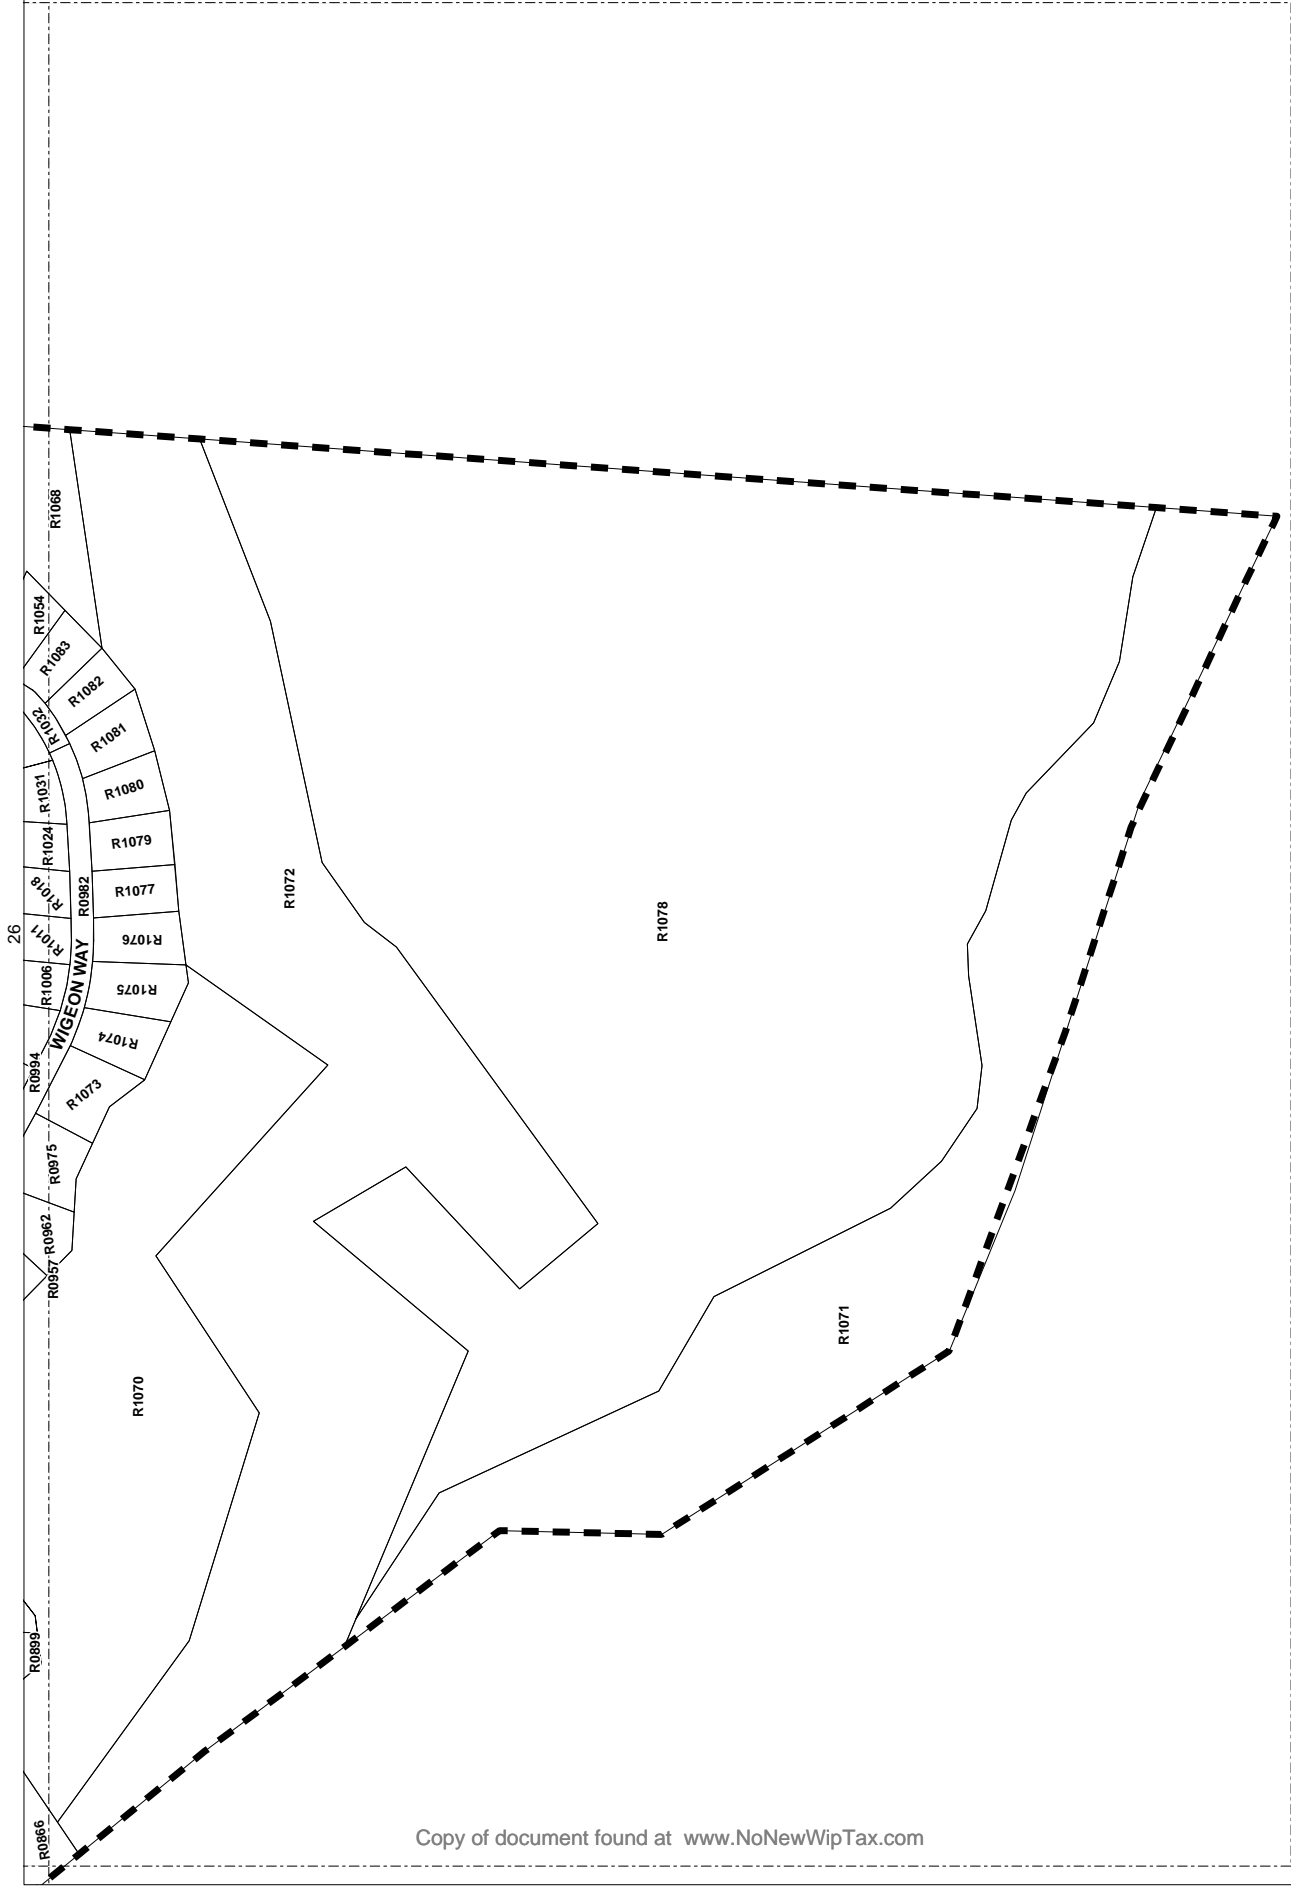 R1068
R1054
R1083
R1082
R1032
R1081
R1031
R1080
R1024
R1079
R1018
R0982
R1077
R1072
R1078
26
R1011
WIGEON WAY
R1076
R1006
R1075
R1074
R0994
R1073
R0975
R0962
R0957
R1071
R1070
R0899
R0866
Copy of document found at www.NoNewWipTax.com